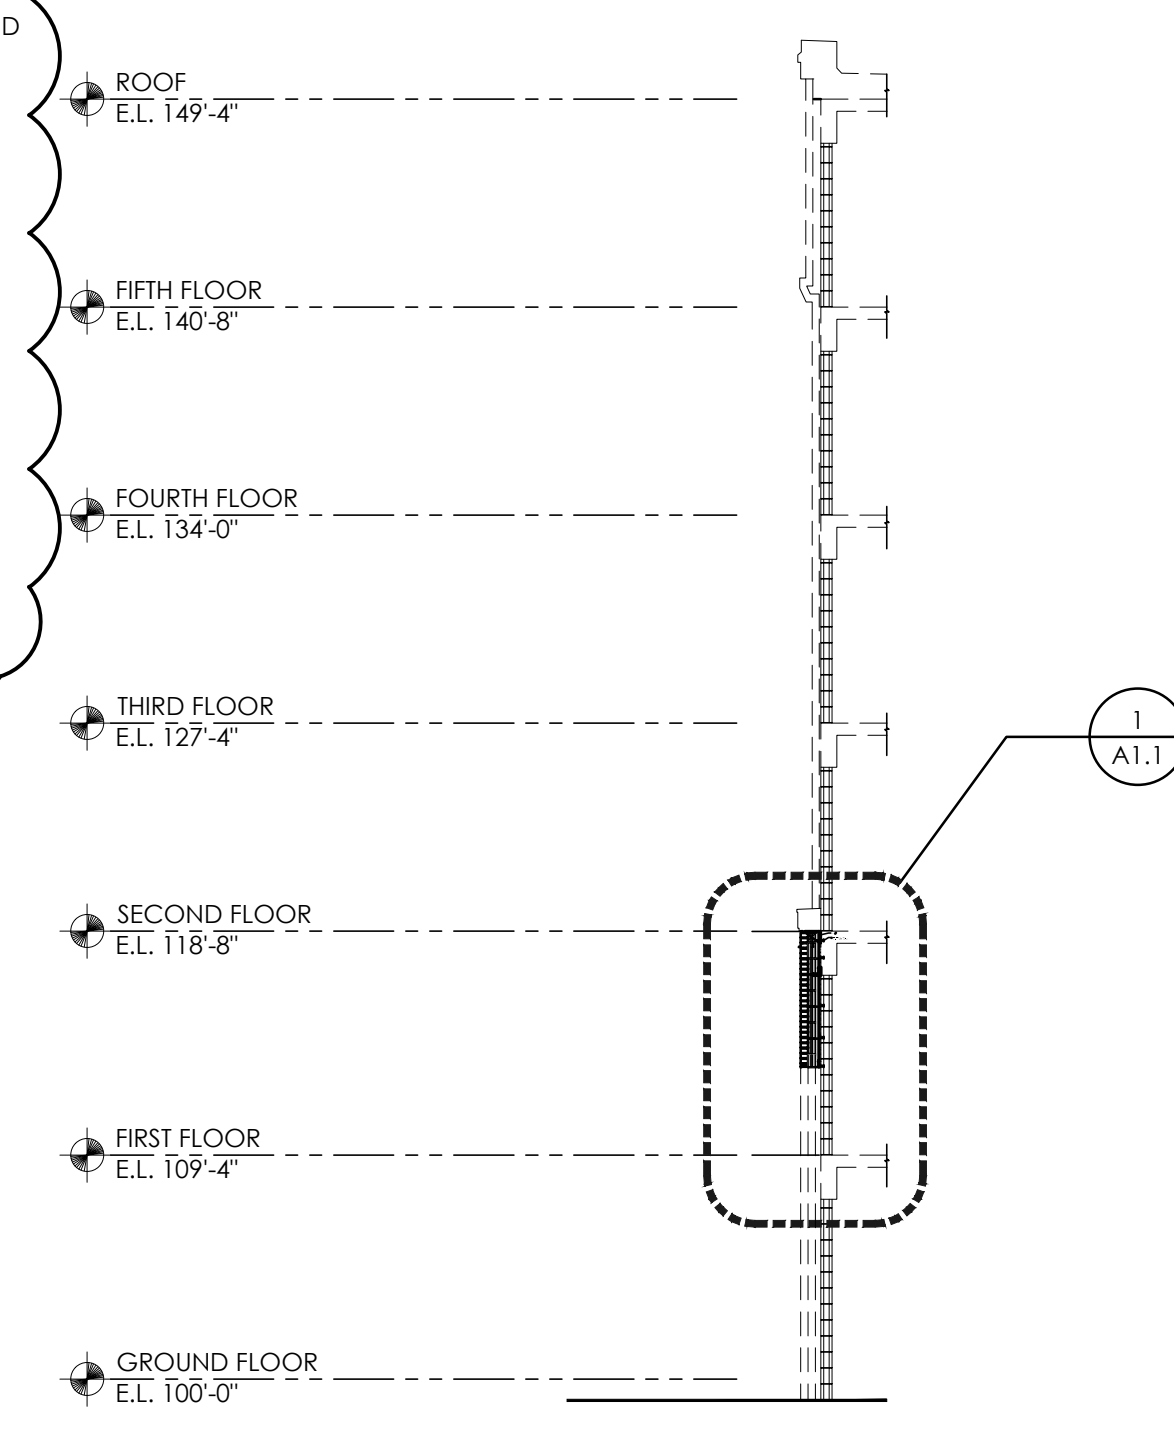 D
ROOF
E.L. 149'-4"
FIFTH FLOOR
E.L. 140'-8"
FOURTH FLOOR
E.L. 134'-0"
THIRD FLOOR
E.L. 127'-4"
1
A1.1
SECOND FLOOR
E.L. 118'-8"
FIRST FLOOR
E.L. 109'-4"
GROUND FLOOR
E.L. 100'-0"